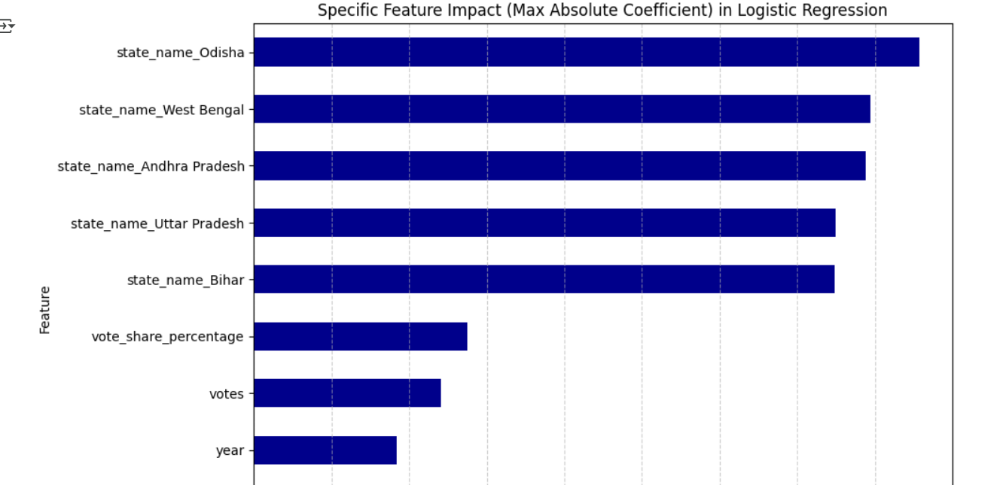 Specific Feature Impact (Max Absolute Coefficient) in Logistic Regression
state_name_Odisha
state_name_West Bengal
state_name_Andhra Pradesh
state_name_Uttar Pradesh
state_name_Bihar
Feature
vote_share_percentage
votes
year